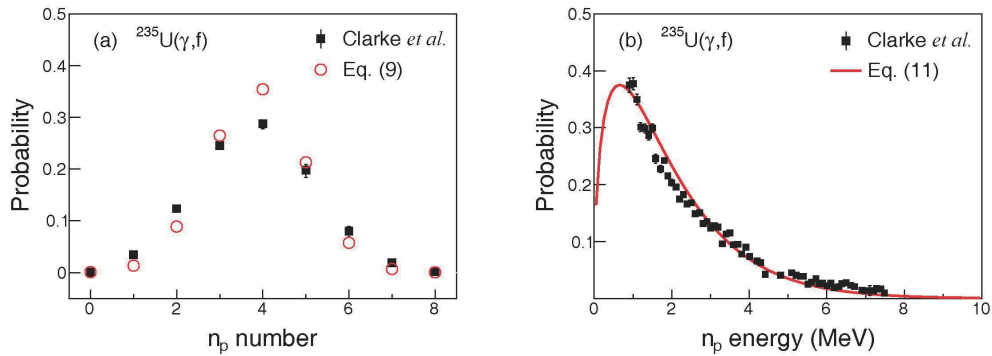 (a) ²³⁵U(γ,f)
Clarke et al.
Eq. (9)
Probability
0.5
0.4
0.3
0.2
0.1
0
0 2 4 6 8
nₚ number
(b) ²³⁵U(γ,f)
Clarke et al.
Eq. (11)
Probability
0.5
0.4
0.3
0.2
0.1
0 2 4 6 8 10
nₚ energy (MeV)